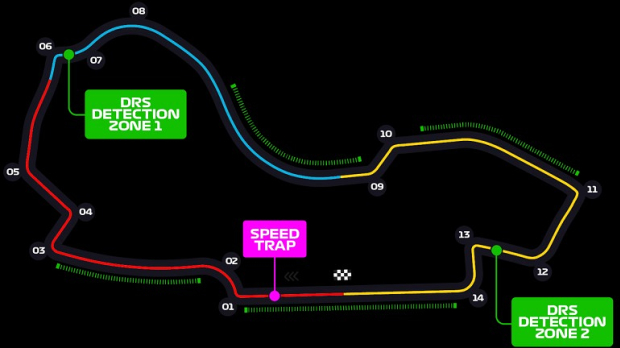 08
06
07
DRS
DETECTION
ZONE 1
10
05
09
11
04
SPEED
TRAP
13
03
02
12
01
14
DRS
DETECTION
ZONE 2